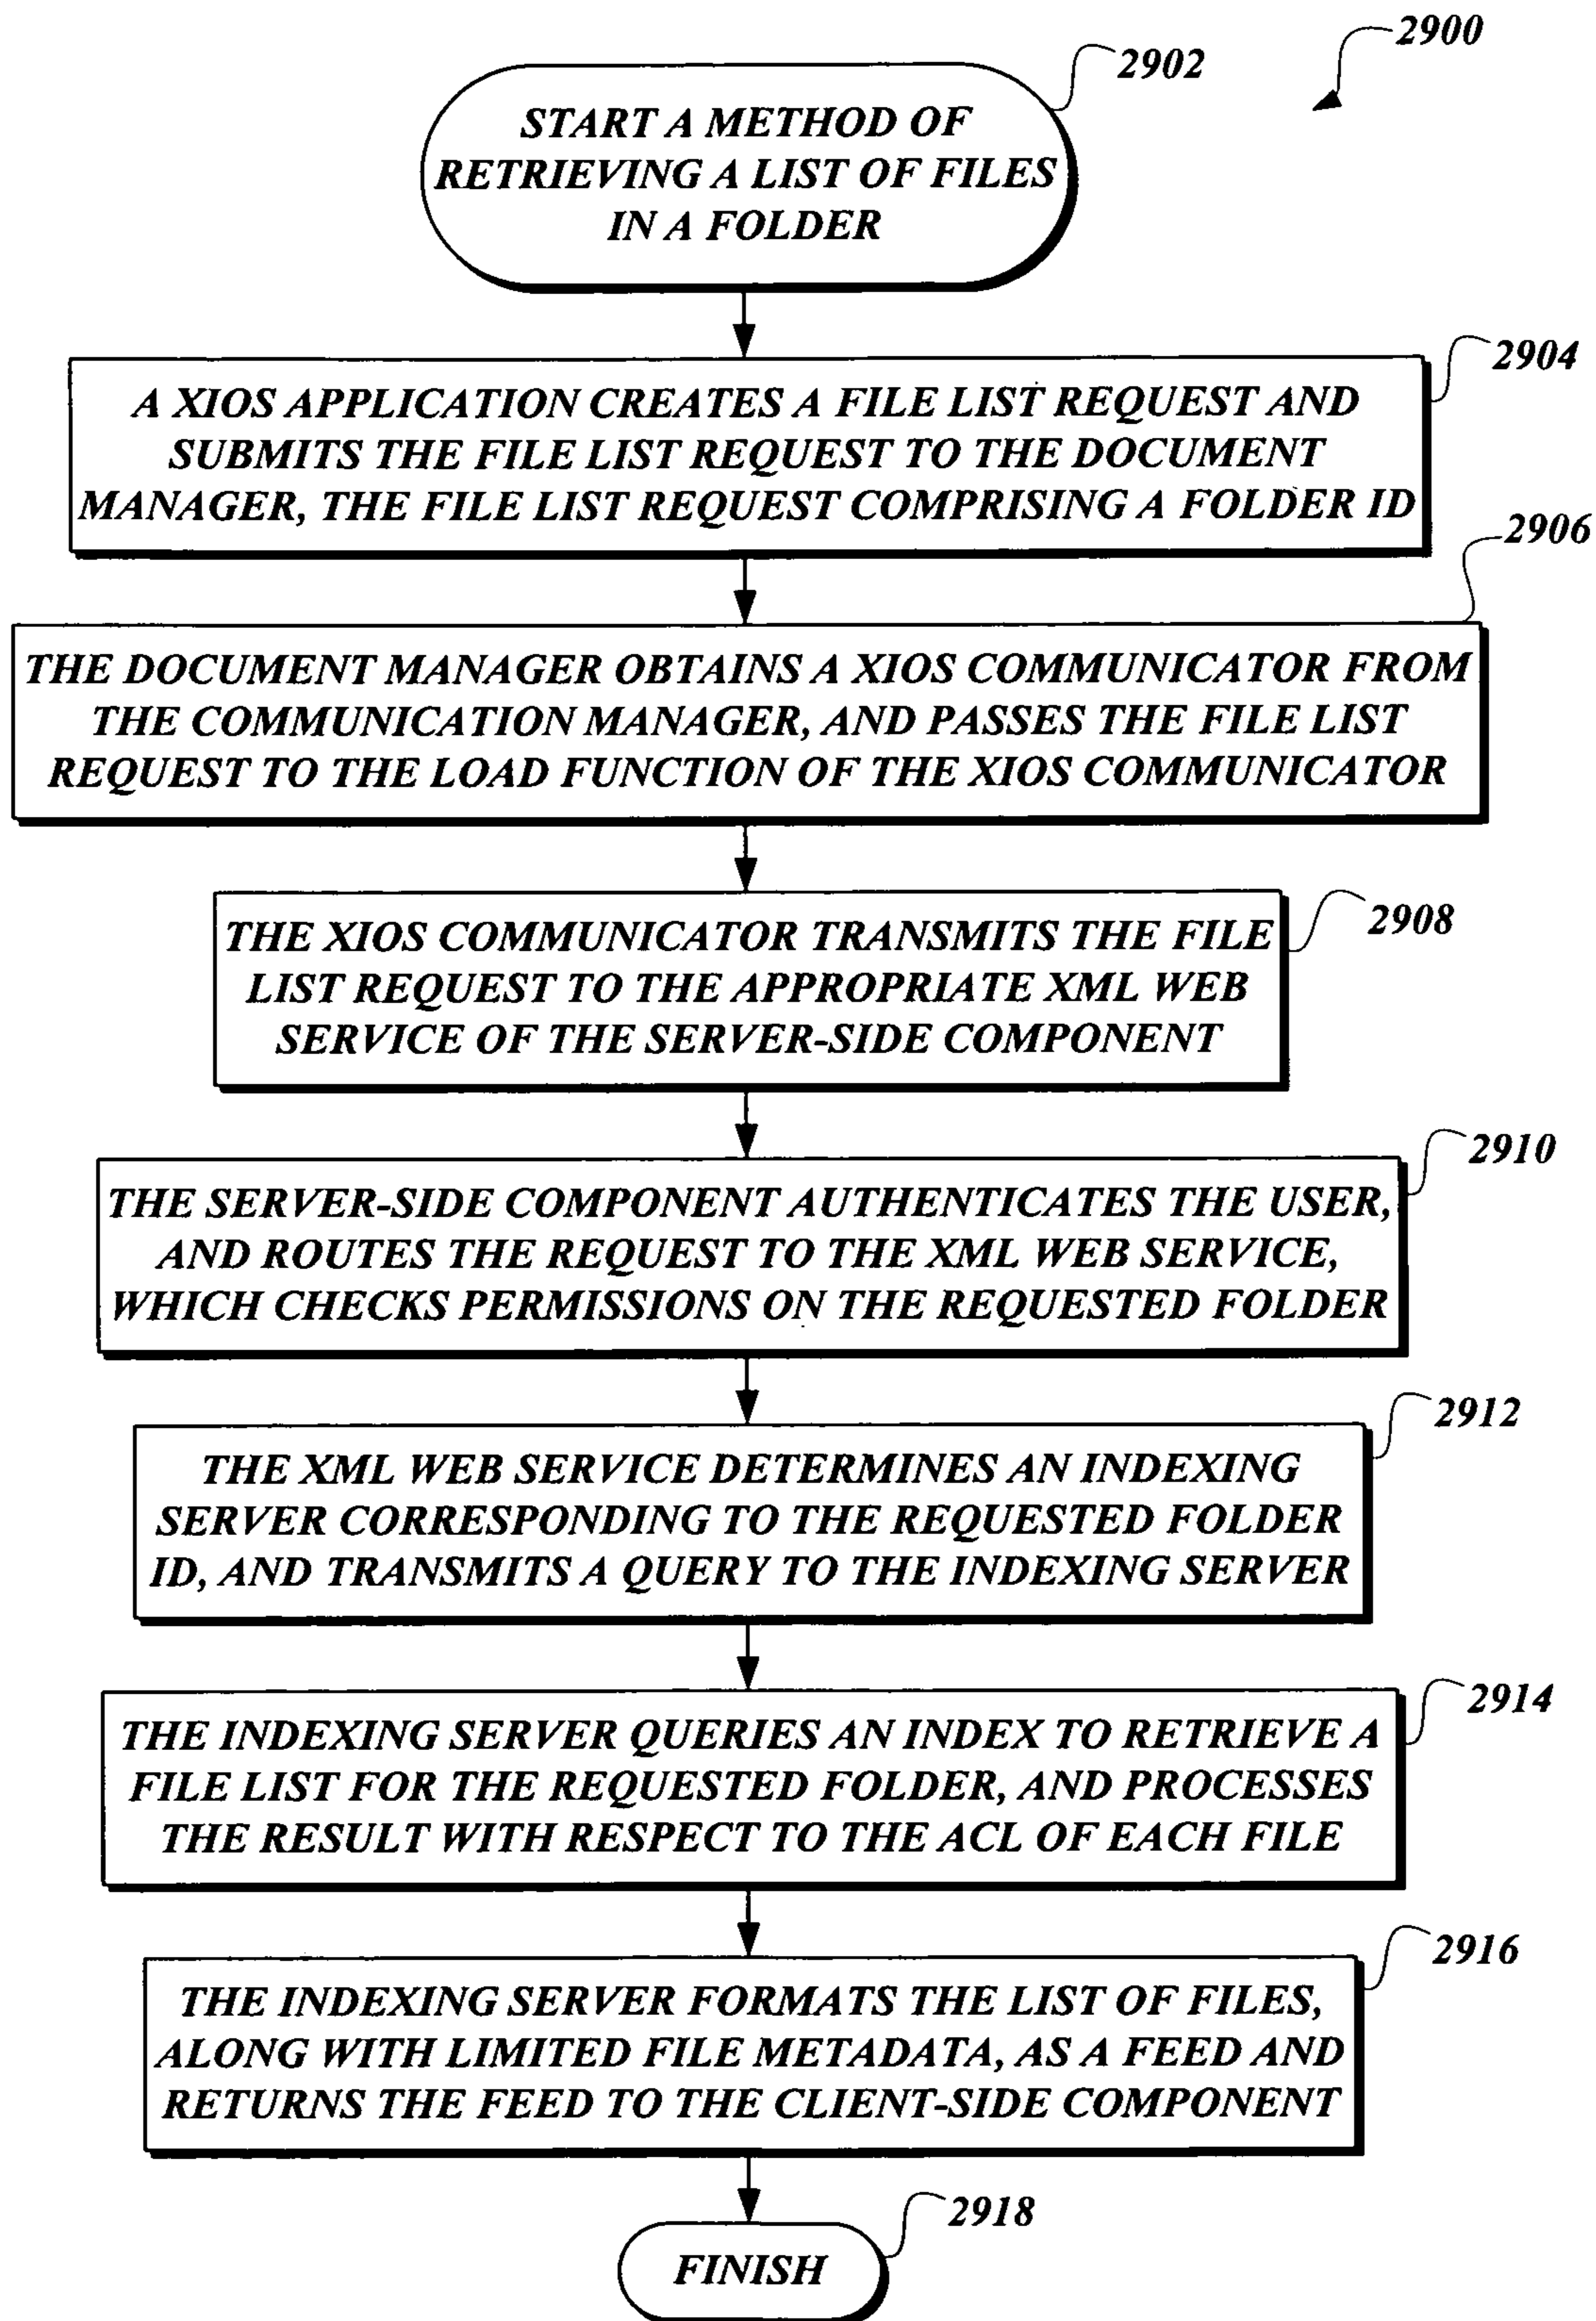 2900
2902
START A METHOD OF
RETRIEVING A LIST OF FILES
IN A FOLDER
2904
A XIOS APPLICATION CREATES A FILE LIST REQUEST AND
SUBMITS THE FILE LIST REQUEST TO THE DOCUMENT
MANAGER, THE FILE LIST REQUEST COMPRISING A FOLDER ID
2906
THE DOCUMENT MANAGER OBTAINS A XIOS COMMUNICATOR FROM
THE COMMUNICATION MANAGER, AND PASSES THE FILE LIST
REQUEST TO THE LOAD FUNCTION OF THE XIOS COMMUNICATOR
2908
THE XIOS COMMUNICATOR TRANSMITS THE FILE
LIST REQUEST TO THE APPROPRIATE XML WEB
SERVICE OF THE SERVER-SIDE COMPONENT
2910
THE SERVER-SIDE COMPONENT AUTHENTICATES THE USER,
AND ROUTES THE REQUEST TO THE XML WEB SERVICE,
WHICH CHECKS PERMISSIONS ON THE REQUESTED FOLDER
2912
THE XML WEB SERVICE DETERMINES AN INDEXING
SERVER CORRESPONDING TO THE REQUESTED FOLDER
ID, AND TRANSMITS A QUERY TO THE INDEXING SERVER
2914
THE INDEXING SERVER QUERIES AN INDEX TO RETRIEVE A
FILE LIST FOR THE REQUESTED FOLDER, AND PROCESSES
THE RESULT WITH RESPECT TO THE ACL OF EACH FILE
2916
THE INDEXING SERVER FORMATS THE LIST OF FILES,
ALONG WITH LIMITED FILE METADATA, AS A FEED AND
RETURNS THE FEED TO THE CLIENT-SIDE COMPONENT
2918
FINISH